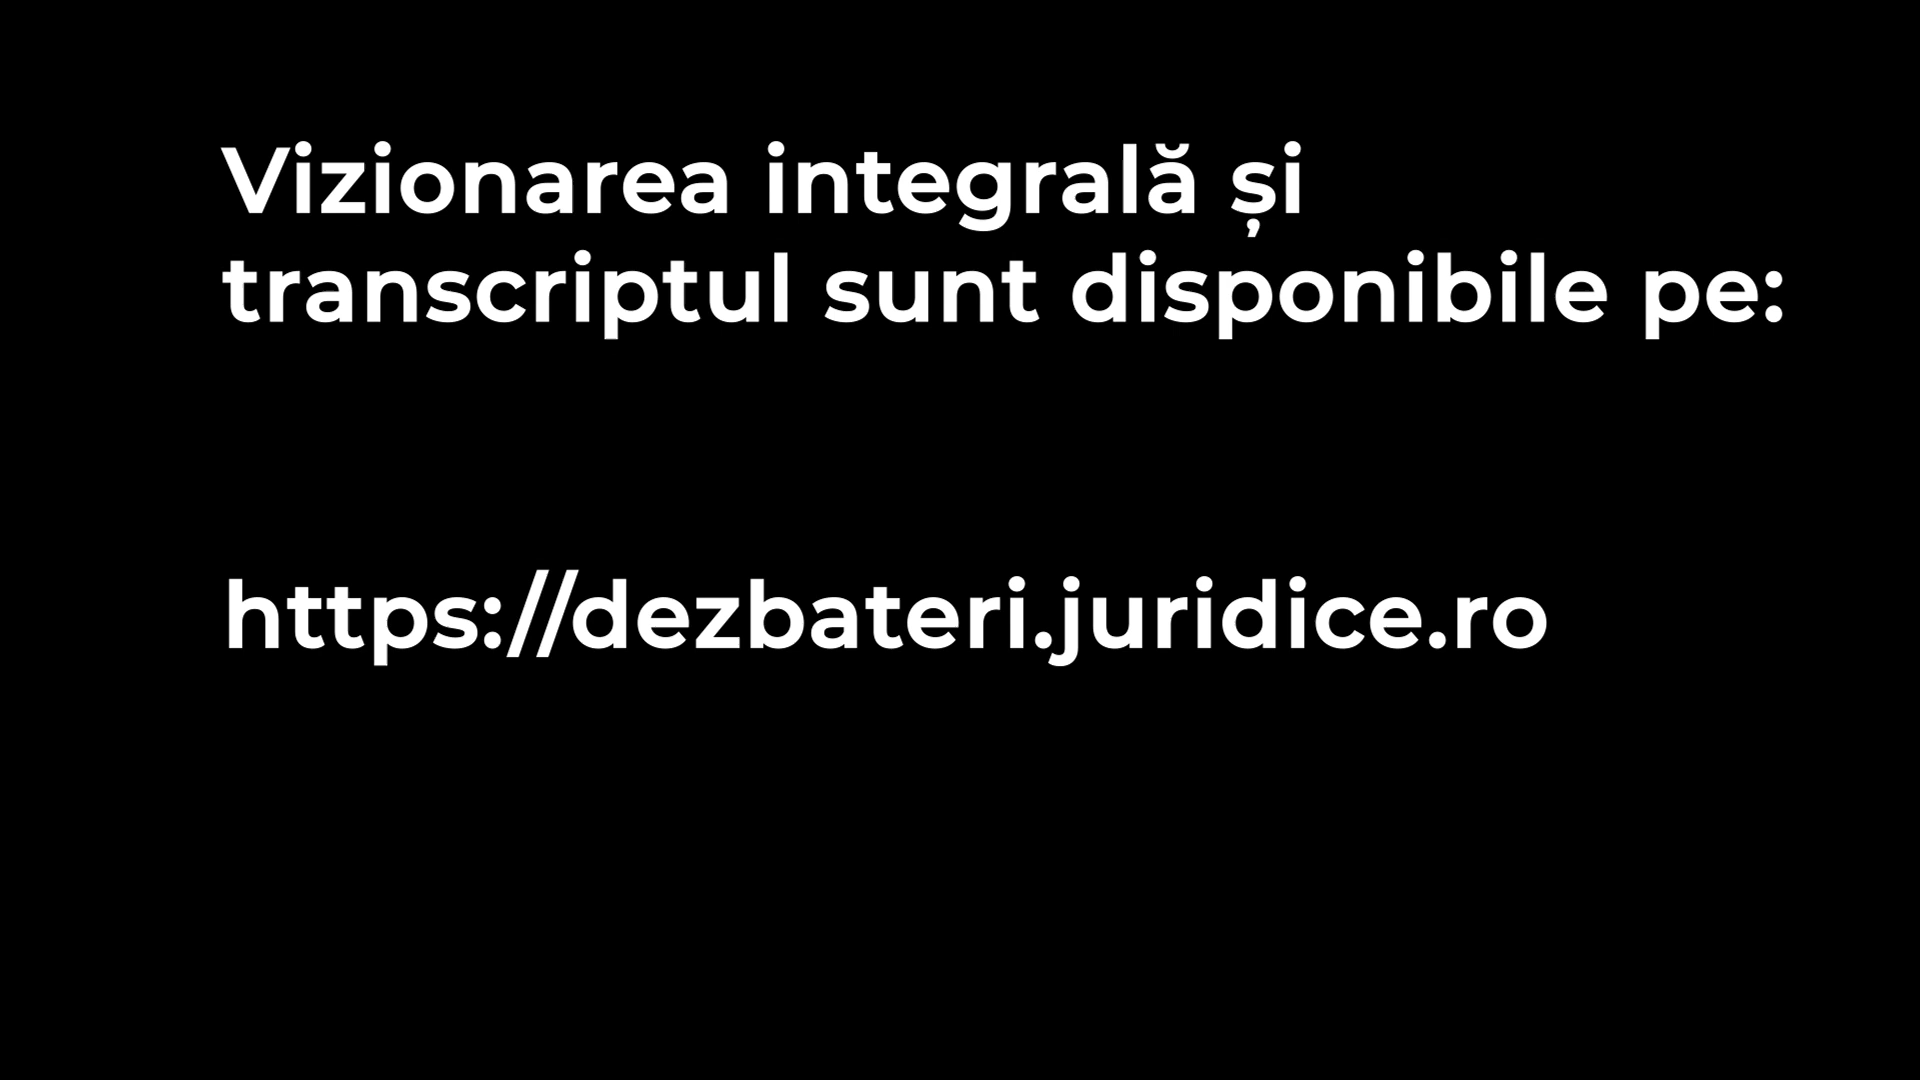 Vizionarea integrală și
transcriptul sunt disponibile pe:
https://dezbateri.juridice.ro